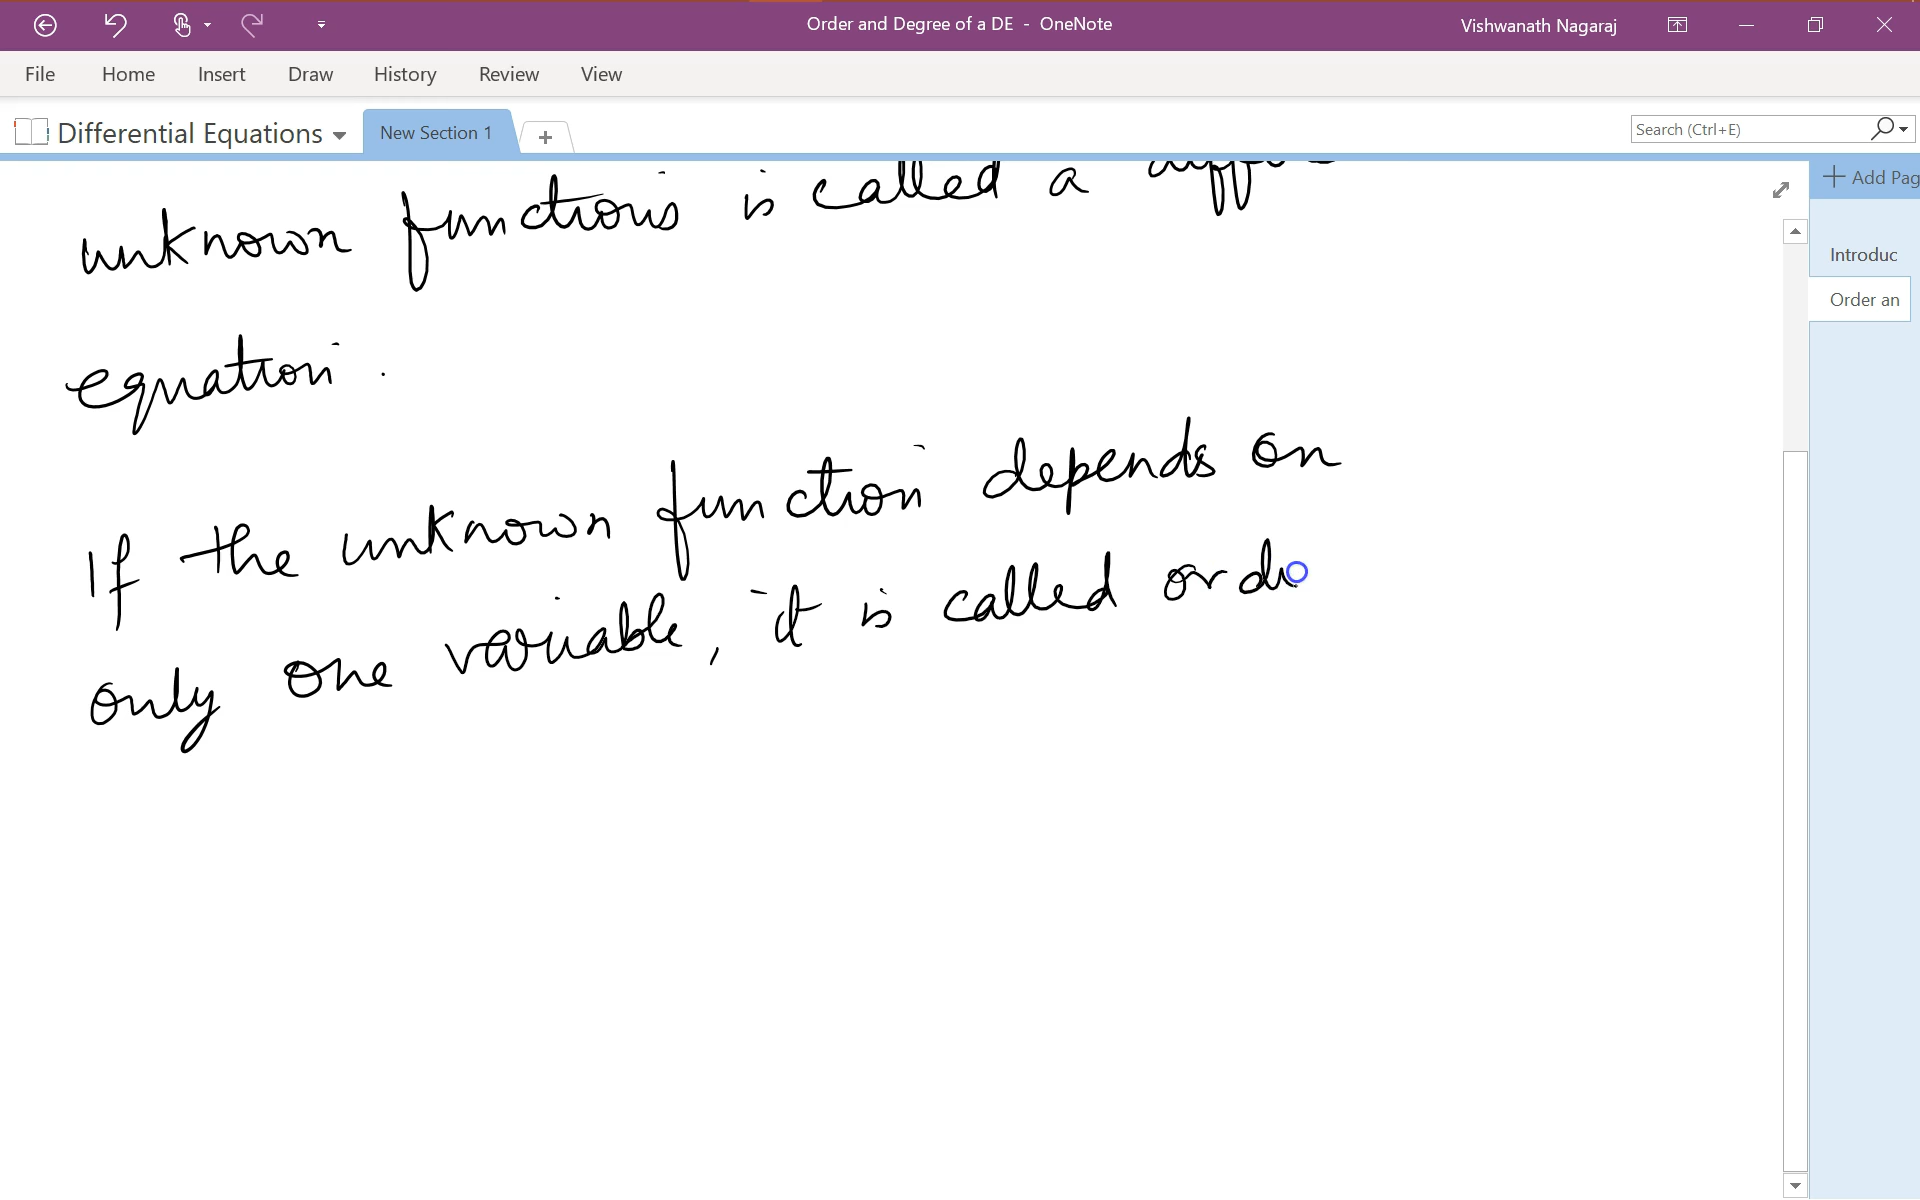 Order and Degree of a DE - OneNote
Vishwanath Nagaraj
File Home Insert Draw History Review View
Differential Equations New Section 1 +
Search (Ctrl+E)
Add Pag
Introduc
Order an
unknown functions is called a
equation.
If the unknown function depends on
only one variable, it is called ordi